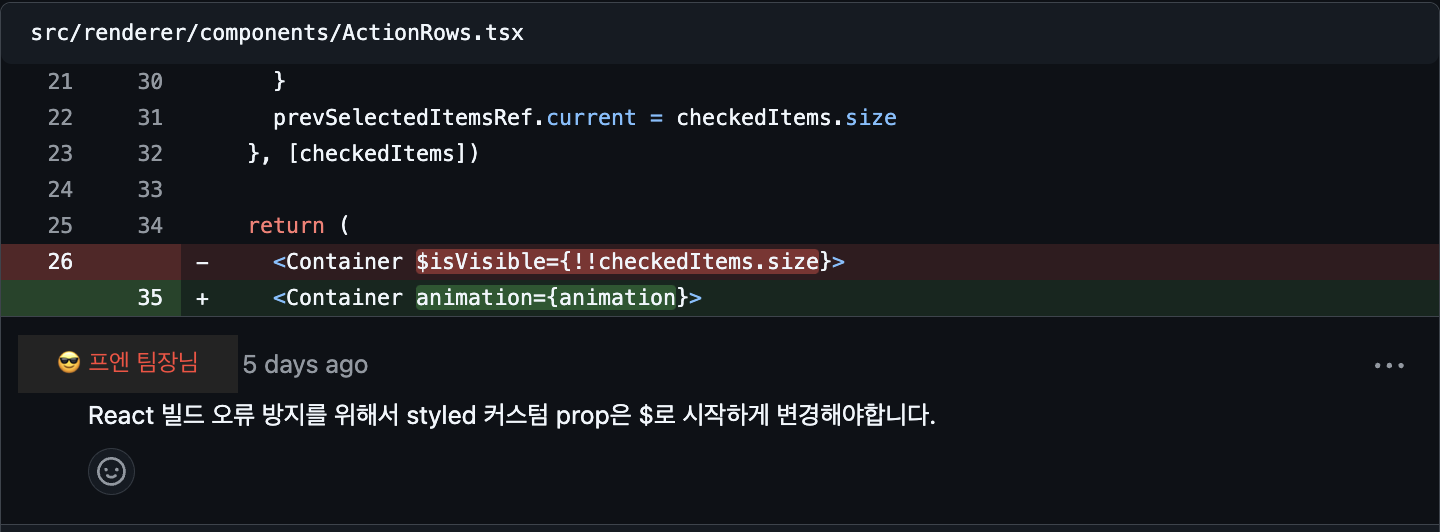 src/renderer/components/ActionRows.tsx
21 30 }
22 31 prevSelectedItemsRef.current = checkedItems.size
23 32 }, [checkedItems])
24 33
25 34 return (
26 - <Container $isVisible={!!checkedItems.size}>
35 + <Container animation={animation}>
😎 프엔 팀장님 5 days ago
React 빌드 오류 방지를 위해서 styled 커스텀 prop은 $로 시작하게 변경해야합니다.